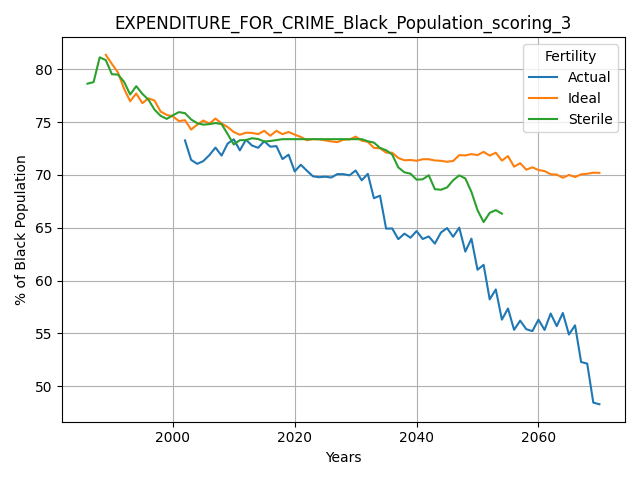 EXPENDITURE_FOR_CRIME_Black_Population_scoring_3
Fertility
Actual
Ideal
Sterile
% of Black Population
80
75
70
65
60
55
50
2000
2020
2040
2060
Years